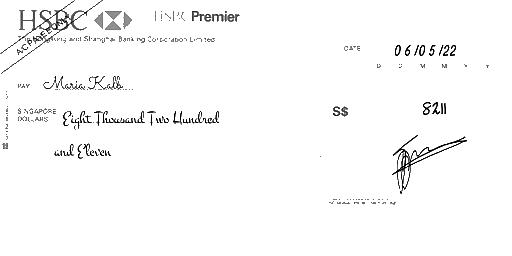 HSBC HSBC Premier
The Hongkong and Shanghai Banking Corporation Limited
A/C PAYEE ONLY
DATE 06/05/22
D D M M Y Y
PAY Maria Kalb
SINGAPORE
DOLLARS Eight Thousand Two Hundred
and Eleven
S$ 8211